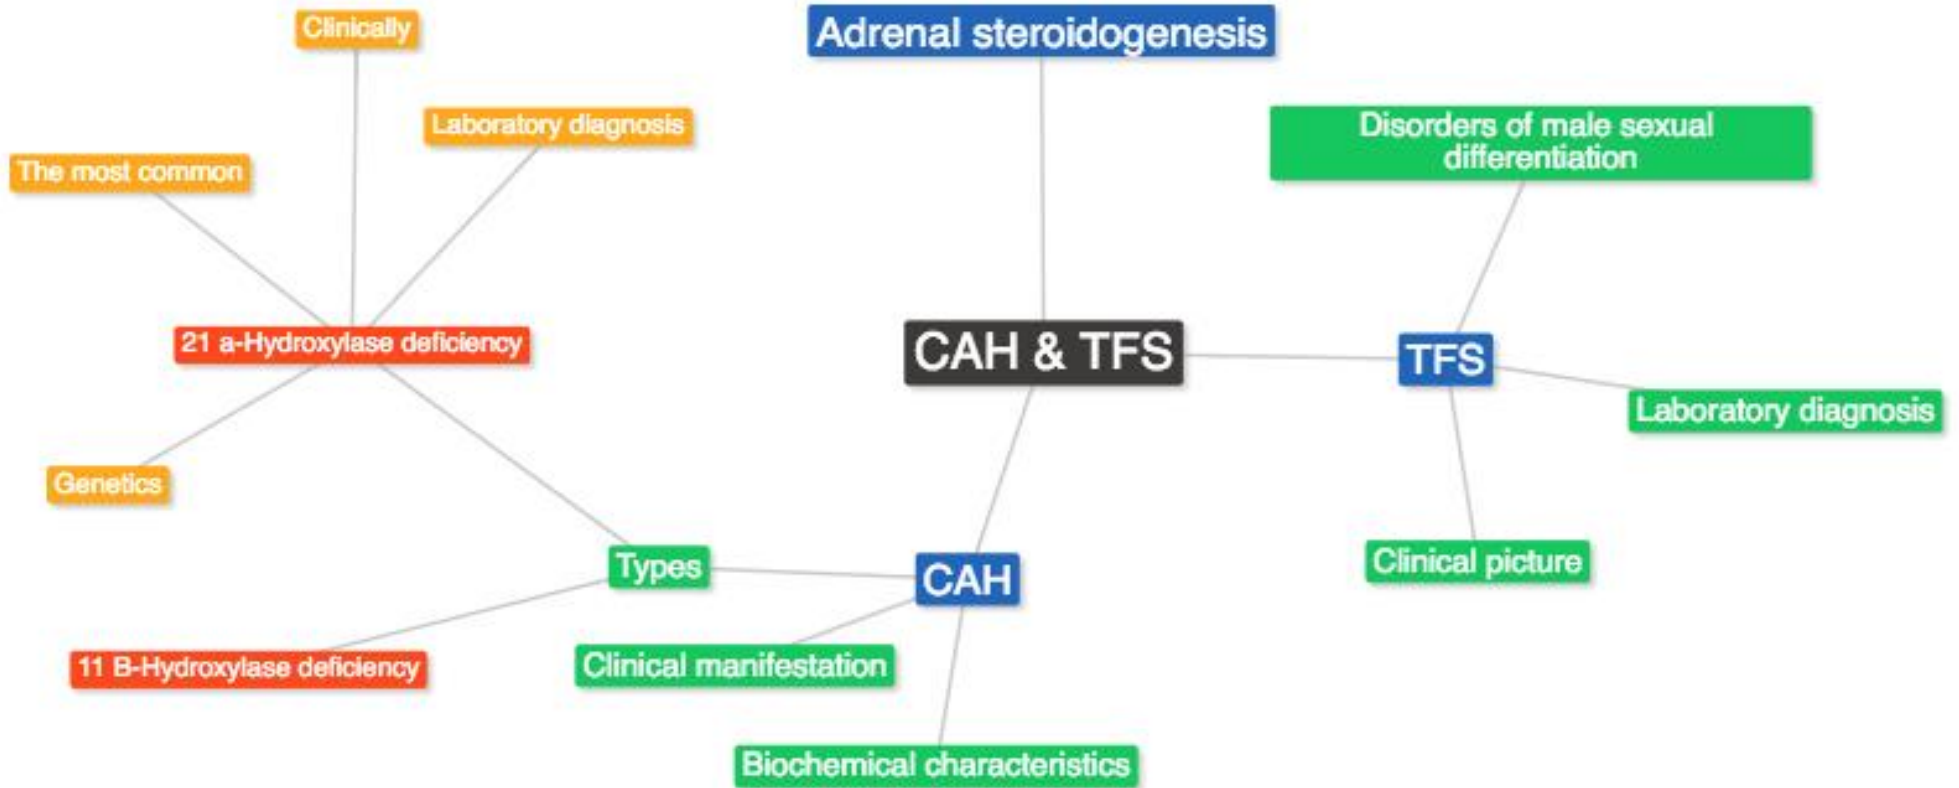 Clinically
Adrenal steroidogenesis
Laboratory diagnosis
Disorders of male sexual
differentiation
The most common
21 a-Hydroxylase deficiency
CAH & TFS
TFS
Laboratory diagnosis
Genetics
Types
CAH
Clinical picture
11 B-Hydroxylase deficiency
Clinical manifestation
Biochemical characteristics